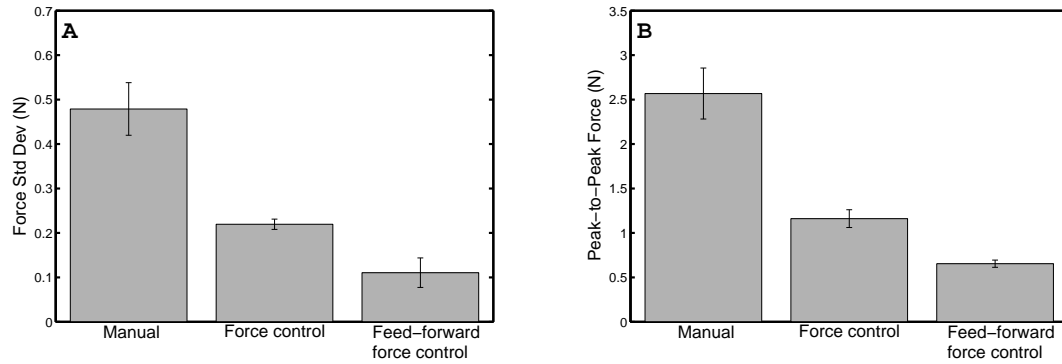 A
Force Std Dev (N)
0.7
0.6
0.5
0.4
0.3
0.2
0.1
0
Manual
Force control
Feed-forward
force control
B
Peak-to-Peak Force (N)
3.5
3
2.5
2
1.5
1
0.5
0
Manual
Force control
Feed-forward
force control